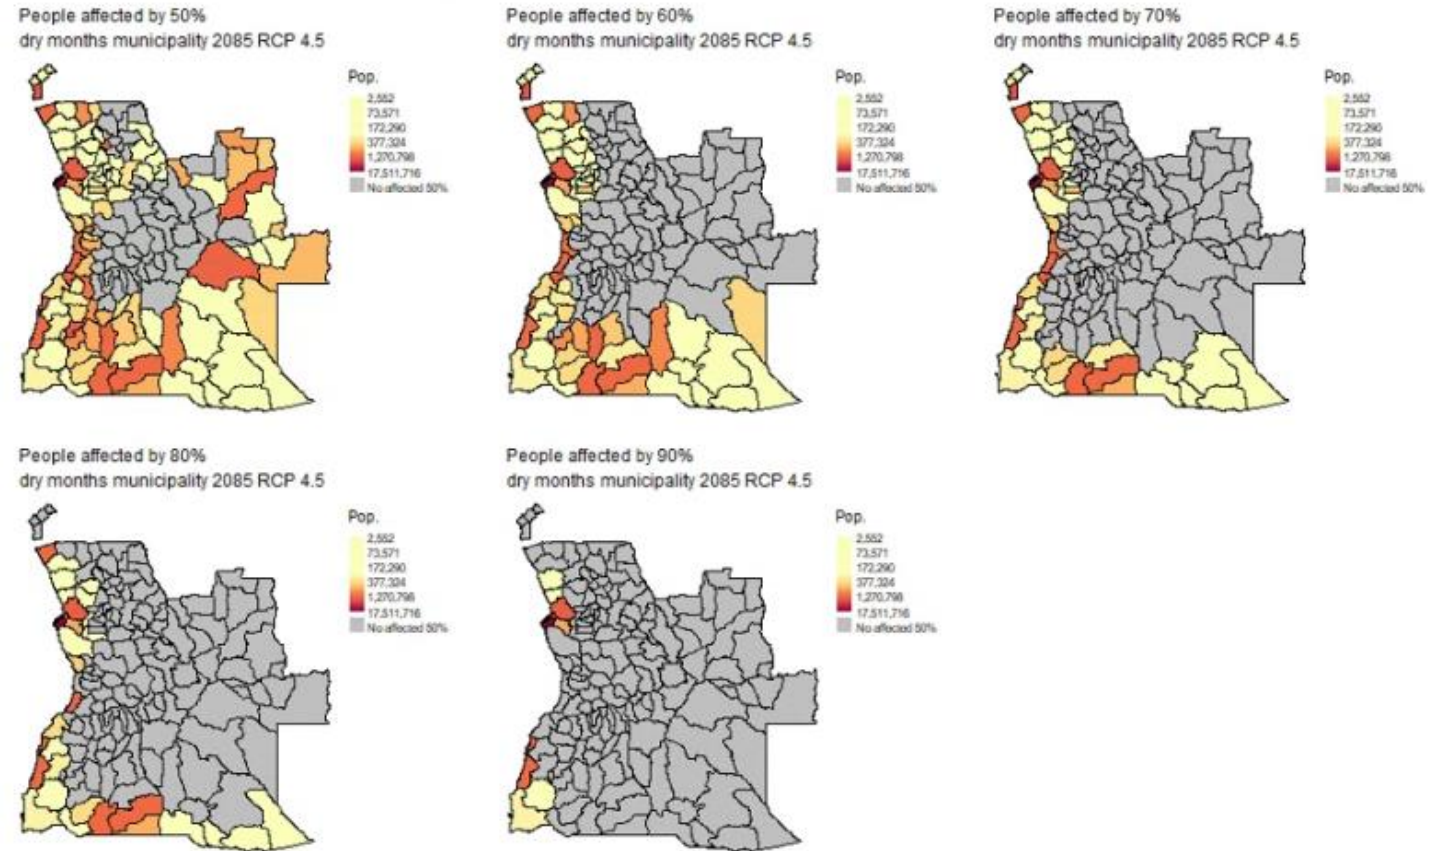 People affected by 50%
dry months municipality 2085 RCP 4.5
Pop.
2,552
73,571
172,290
377,324
1,270,798
17,511,716
No affected 50%
People affected by 60%
dry months municipality 2085 RCP 4.5
Pop.
2,552
73,571
172,290
377,324
1,270,798
17,511,716
No affected 50%
People affected by 70%
dry months municipality 2085 RCP 4.5
Pop.
2,552
73,571
172,290
377,324
1,270,798
17,511,716
No affected 50%
People affected by 80%
dry months municipality 2085 RCP 4.5
Pop.
2,552
73,571
172,290
377,324
1,270,798
17,511,716
No affected 50%
People affected by 90%
dry months municipality 2085 RCP 4.5
Pop.
2,552
73,571
172,290
377,324
1,270,798
17,511,716
No affected 50%